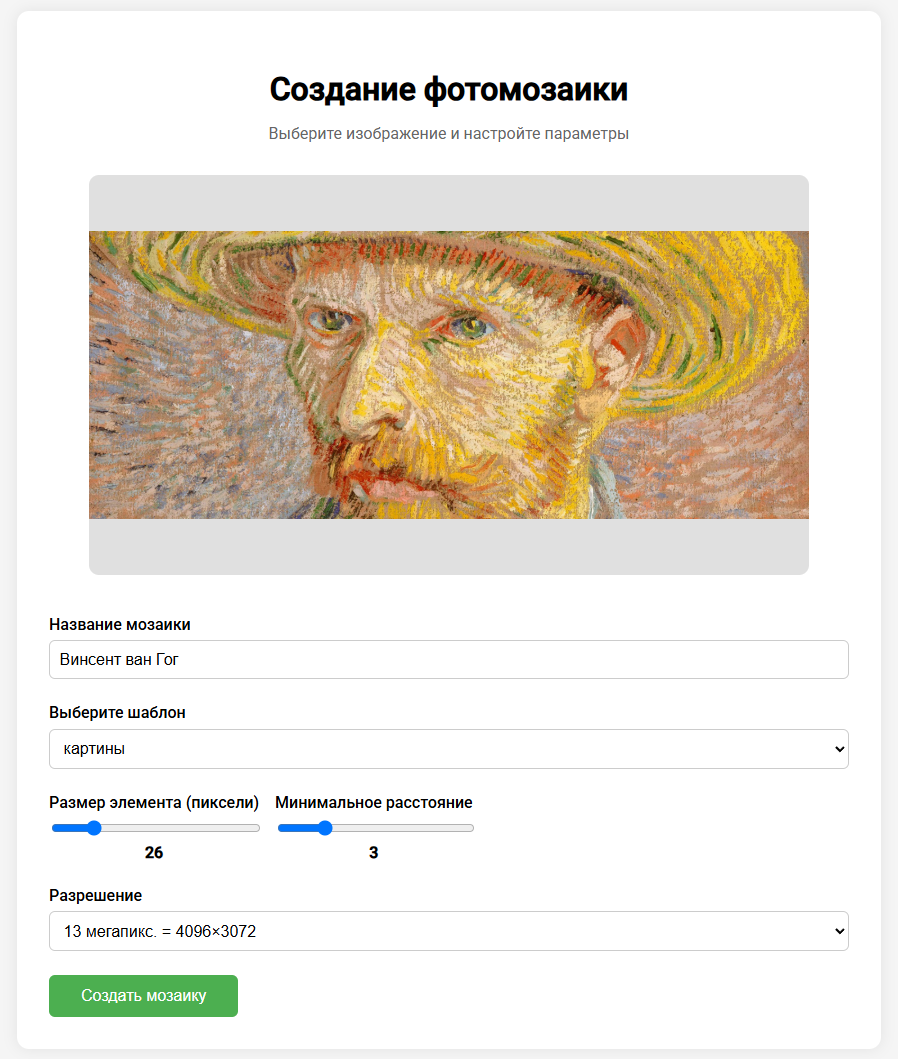 Создание фотомозаики
Выберите изображение и настройте параметры
Название мозаики
Винсент ван Гог
Выберите шаблон
картины
Размер элемента (пиксели) Минимальное расстояние
26 3
Разрешение
13 мегапикс. = 4096×3072
Создать мозаику